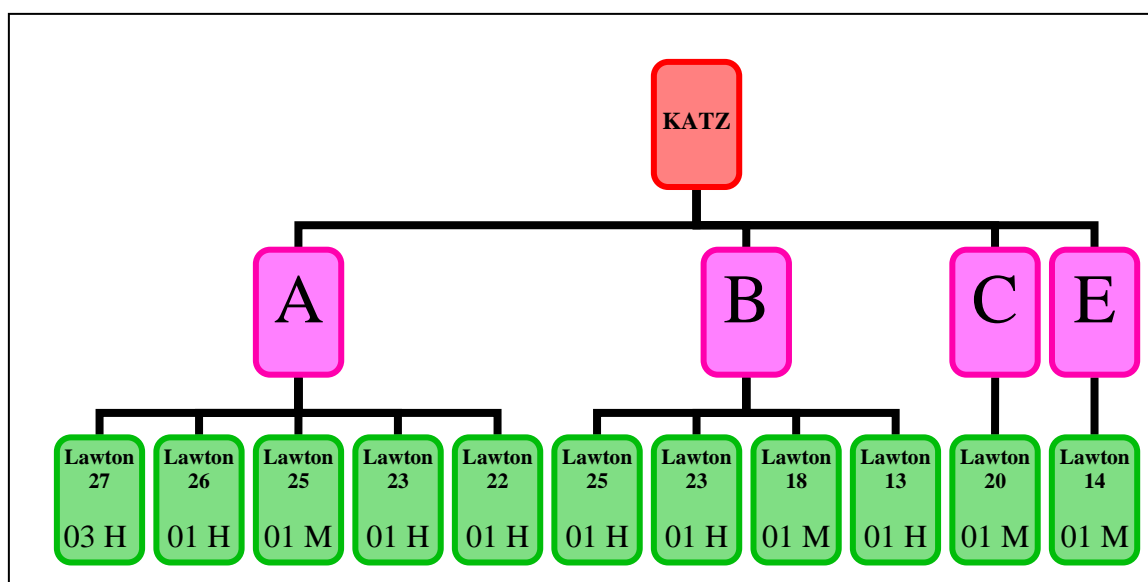 KATZ
A
B
C
E
Lawton
27
03 H
Lawton
26
01 H
Lawton
25
01 M
Lawton
23
01 H
Lawton
22
01 H
Lawton
25
01 H
Lawton
23
01 H
Lawton
18
01 M
Lawton
13
01 H
Lawton
20
01 M
Lawton
14
01 M